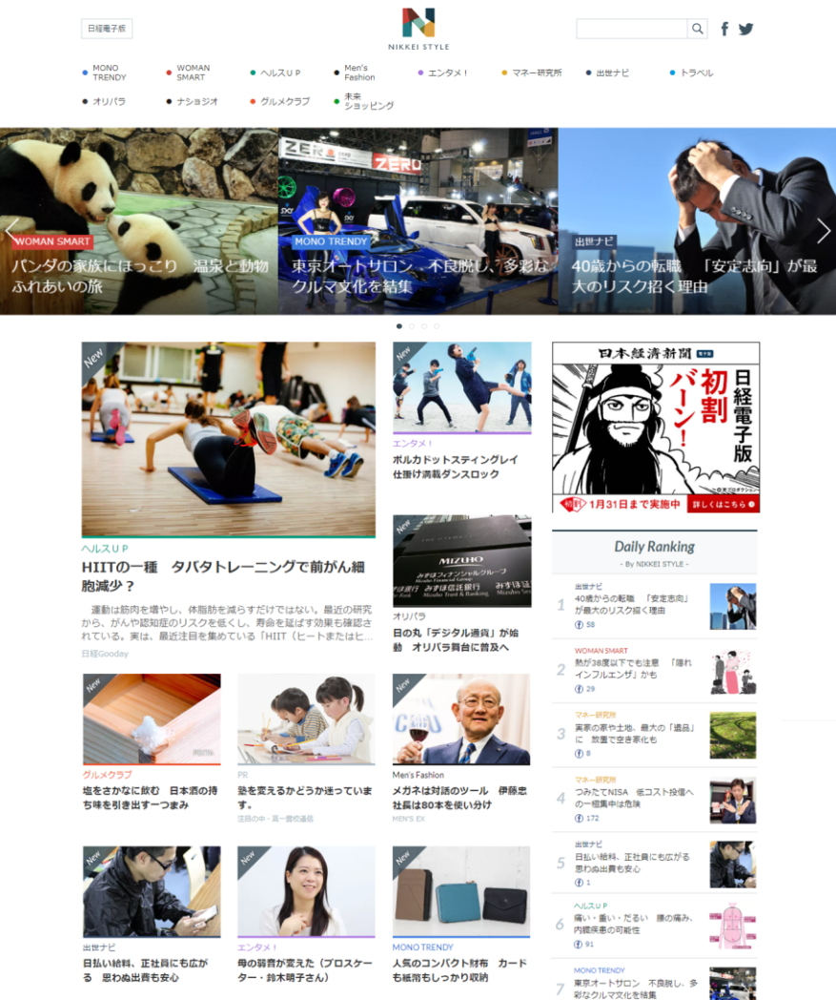 日経電子版
NIKKEI STYLE
MONO
TRENDY
WOMAN
SMART
ヘルスUP
Men's
Fashion
エンタメ!
マネー研究所
出世ナビ
トラベル
オリパラ
ナショジオ
グルメクラブ
未来
ショッピング
ZERO
ZERO
WOMAN SMART
パンダの家族にほっこり 温泉と動物
ふれあいの旅
MONO TRENDY
東京オートサロン 不良脱し、多彩な
クルマ文化を結集
出世ナビ
40歳からの転職 「安定志向」が最
大のリスク招く理由
New
ヘルスUP
HIITの一種 タバタトレーニングで前がん細
胞減少?
運動は筋肉を増やし、体脂肪を減らすだけではない。最近の研究
から、がんや認知症のリスクを低くし、寿命を延ばす効果も確認さ
れている。実は、最近注目を集めている「HIIT(ヒートまたはヒ...
日経Gooday
New
エンタメ!
ポルカドットスティングレイ
仕掛け満載ダンスロック
New
MIZUHO
みずほフィナンシャルグループ
Mizuho Financial Group
みずほ信託銀行
Mizuho Trust & Banking
オリパラ
日の丸「デジタル通貨」が始
動 オリパラ舞台に普及へ
日本経済新聞 電子版
日経電子版
初割
バーン!
初割 1月31日まで実施中 詳しくはこちら
New
グルメクラブ
塩をさかなに飲む 日本酒の持
ち味を引き出す一つまみ
PR
塾を変えるかどうか迷っていま
す。
New
Men's Fashion
メガネは対話のツール 伊藤忠
社長は80本を使い分け
MEN'S EX
New
出世ナビ
日払い給料、正社員にも広が
る 思わぬ出費も安心
New
エンタメ!
母の弱音が変えた(プロスケー
ター・鈴木明子さん)
New
MONO TRENDY
人気のコンパクト財布 カード
も紙幣もしっかり収納
Daily Ranking
- By NIKKEI STYLE -
1
出世ナビ
40歳からの転職 「安定志向」
が最大のリスク招く理由
58
2
WOMAN SMART
熱が38度以下でも注意 「隠れ
インフルエンザ」かも
29
3
マネー研究所
実家の家や土地、最大の「遺品」
に 放置で空き家化も
8
4
マネー研究所
つみたてNISA 低コスト投信へ
の一極集中は危険
172
5
出世ナビ
日払い給料、正社員にも広がる
思わぬ出費も安心
1
6
ヘルスUP
痛い・重い・だるい 腰の痛み、
内臓疾患の可能性
91
7
MONO TRENDY
東京オートサロン 不良脱し、多
彩なクルマ文化を結集